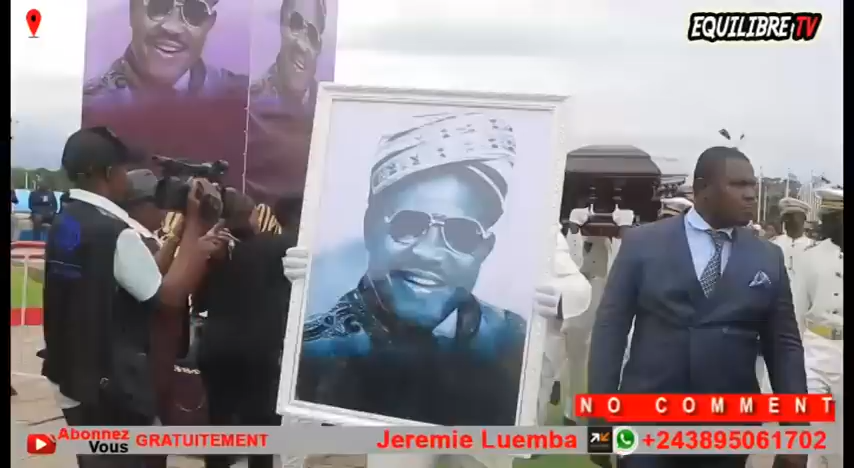 EQUILIBRE TV
NO COMMENT
Abonnez
Vous
GRATUITEMENT
Jeremie Luemba
+243895061702